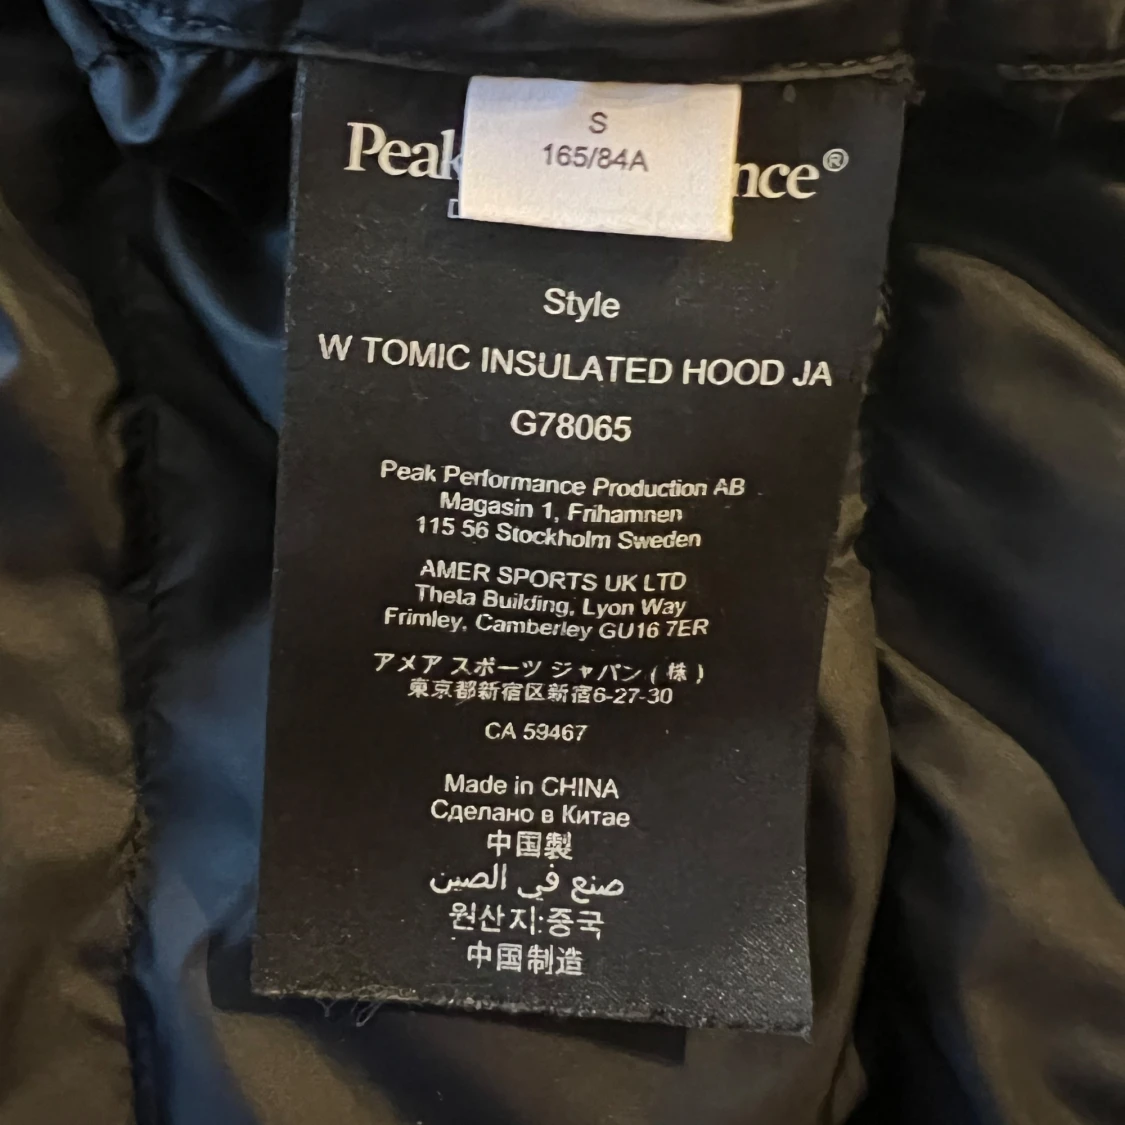 S
165/84A
Peak nce®
Style
W TOMIC INSULATED HOOD JA
G78065
Peak Performance Production AB
Magasin 1, Frihamnen
115 56 Stockholm Sweden
AMER SPORTS UK LTD
Theta Building, Lyon Way
Frimley, Camberley GU16 7ER
アメア スポーツ ジャパン(株)
東京都新宿区新宿6-27-30
CA 59467
Made in CHINA
Сделано в Китае
中国製
صنع في الصين
원산지:중국
中国制造